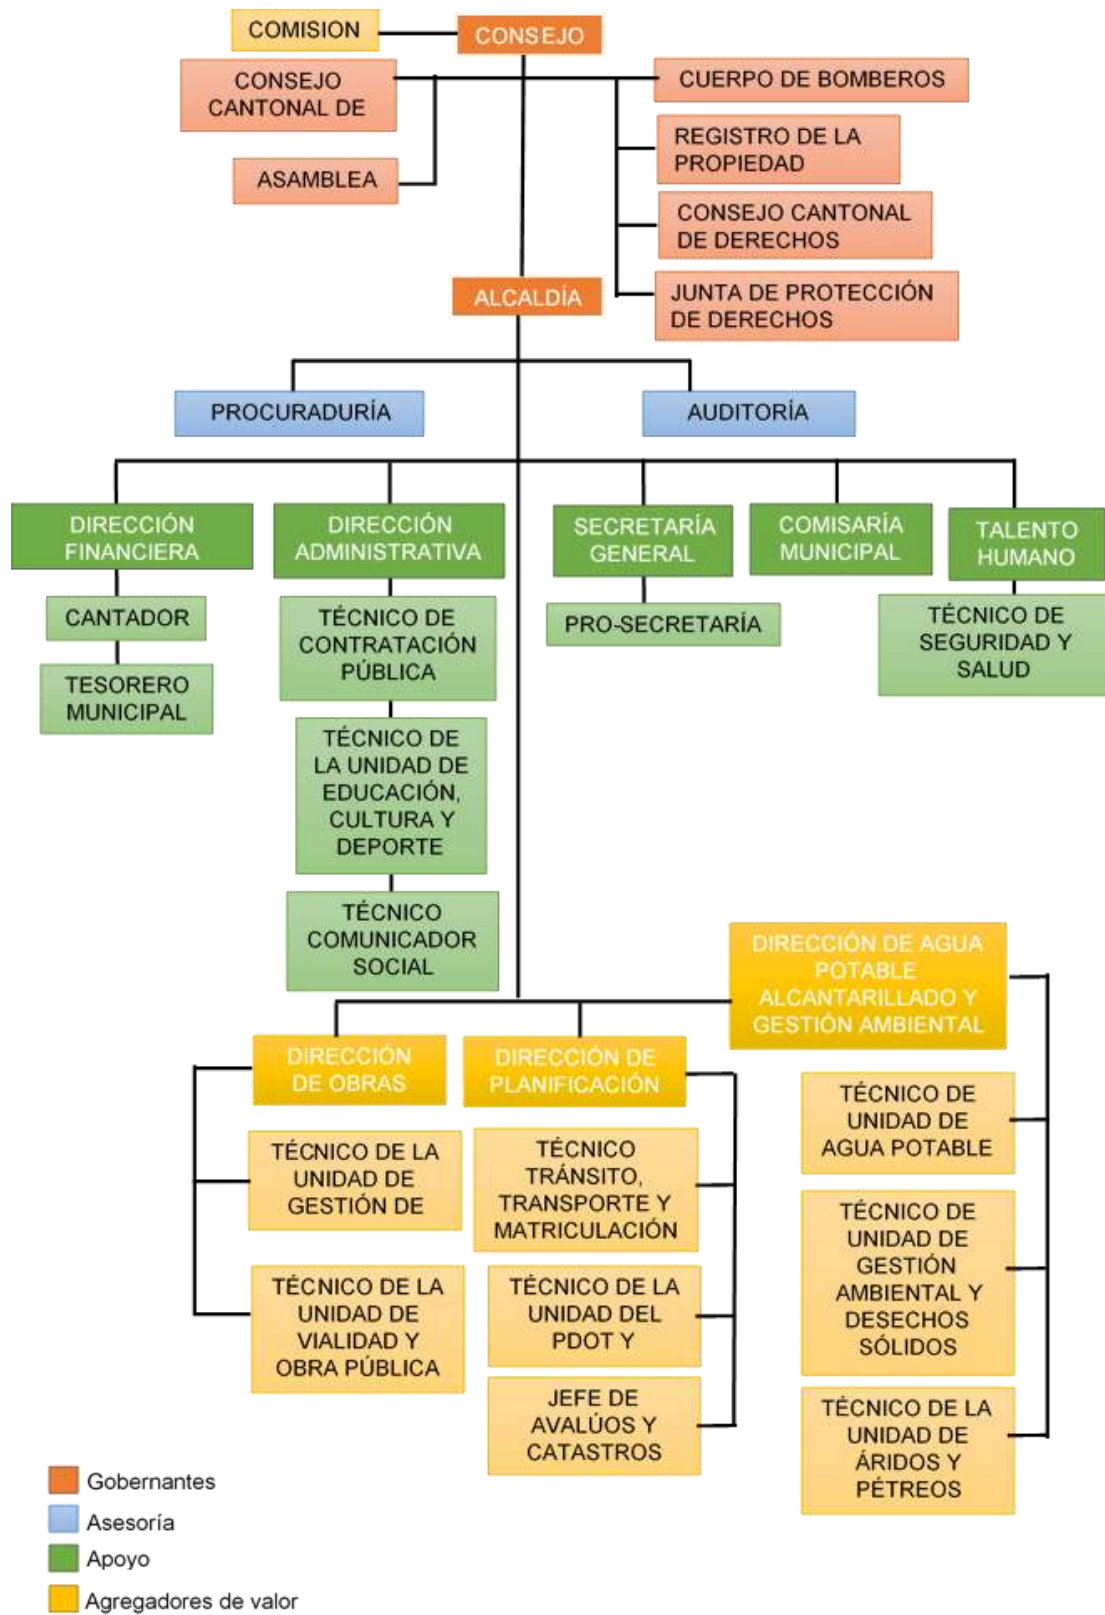 COMISION
CONSEJO
CONSEJO
CANTONAL DE
ASAMBLEA
CUERPO DE BOMBEROS
REGISTRO DE LA
PROPIEDAD
CONSEJO CANTONAL
DE DERECHOS
JUNTA DE PROTECCIÓN
DE DERECHOS
ALCALDÍA
PROCURADURÍA
AUDITORÍA
DIRECCIÓN
FINANCIERA
CANTADOR
TESORERO
MUNICIPAL
DIRECCIÓN
ADMINISTRATIVA
TÉCNICO DE
CONTRATACIÓN
PÚBLICA
TÉCNICO DE
LA UNIDAD DE
EDUCACIÓN,
CULTURA Y
DEPORTE
TÉCNICO
COMUNICADOR
SOCIAL
SECRETARÍA
GENERAL
PRO-SECRETARÍA
COMISARÍA
MUNICIPAL
TALENTO
HUMANO
TÉCNICO DE
SEGURIDAD Y
SALUD
DIRECCIÓN
DE OBRAS
TÉCNICO DE LA
UNIDAD DE
GESTIÓN DE
TÉCNICO DE LA
UNIDAD DE
VIALIDAD Y
OBRA PÚBLICA
DIRECCIÓN DE
PLANIFICACIÓN
TÉCNICO
TRÁNSITO,
TRANSPORTE Y
MATRICULACIÓN
TÉCNICO DE LA
UNIDAD DEL
PDOT Y
JEFE DE
AVALÚOS Y
CATASTROS
DIRECCIÓN DE AGUA
POTABLE
ALCANTARILLADO Y
GESTIÓN AMBIENTAL
TÉCNICO DE
UNIDAD DE
AGUA POTABLE
TÉCNICO DE
UNIDAD DE
GESTIÓN
AMBIENTAL Y
DESECHOS
SÓLIDOS
TÉCNICO DE LA
UNIDAD DE
ÁRIDOS Y
PÉTREOS
Gobernantes
Asesoría
Apoyo
Agregadores de valor